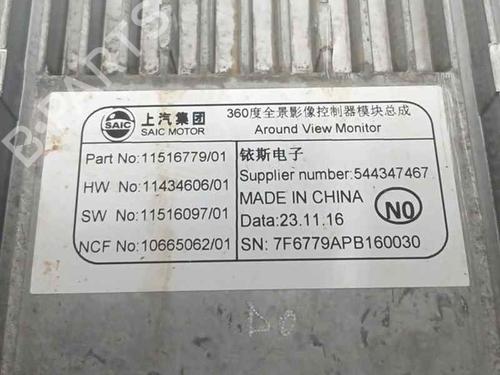 SAIC
上汽集团
SAIC MOTOR
360度全景影像控制器模块总成
Around View Monitor
Part No:11516779/01
HW No:11434606/01
SW No:11516097/01
NCF No:10665062/01
铱斯电子
Supplier number:544347467
MADE IN CHINA
Data:23.11.16
SN: 7F6779APB160030
NO